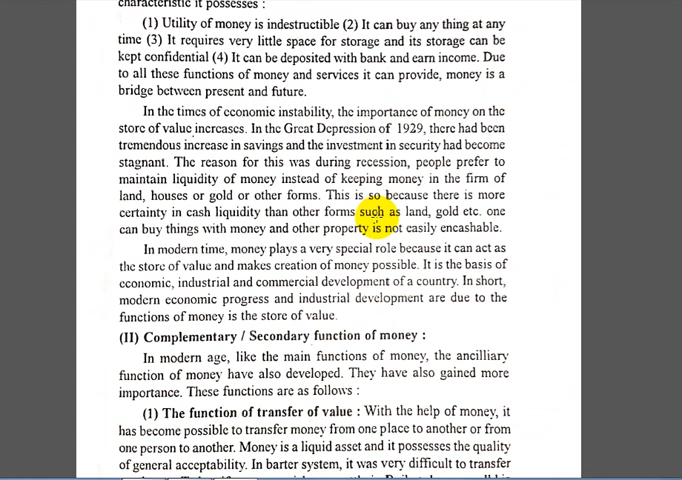 characteristic it possesses :
(1) Utility of money is indestructible (2) It can buy any thing at any
time (3) It requires very little space for storage and its storage can be
kept confidential (4) It can be deposited with bank and earn income. Due
to all these functions of money and services it can provide, money is a
bridge between present and future.
In the times of economic instability, the importance of money on the
store of value increases. In the Great Depression of 1929, there had been
tremendous increase in savings and the investment in security had become
stagnant. The reason for this was during recession, people prefer to
maintain liquidity of money instead of keeping money in the firm of
land, houses or gold or other forms. This is so because there is more
certainty in cash liquidity than other forms such as land, gold etc. one
can buy things with money and other property is not easily encashable.
In modern time, money plays a very special role because it can act as
the store of value and makes creation of money possible. It is the basis of
economic, industrial and commercial development of a country. In short,
modern economic progress and industrial development are due to the
functions of money is the store of value.
(II) Complementary / Secondary function of money :
In modern age, like the main functions of money, the ancilliary
function of money have also developed. They have also gained more
importance. These functions are as follows :
(1) The function of transfer of value : With the help of money, it
has become possible to transfer money from one place to another or from
one person to another. Money is a liquid asset and it possesses the quality
of general acceptability. In barter system, it was very difficult to transfer